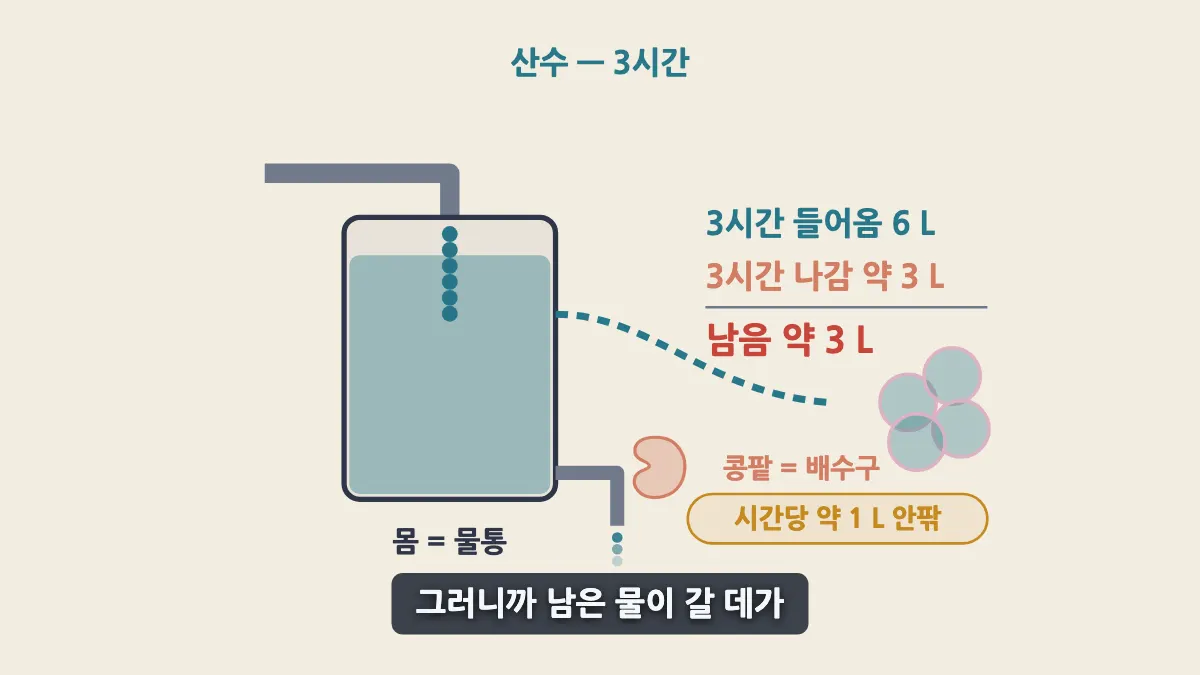 산수 — 3시간
3시간 들어옴 6 L
3시간 나감 약 3 L
남음 약 3 L
콩팥 = 배수구
시간당 약 1 L 안팎
몸 = 물통
그러니까 남은 물이 갈 데가